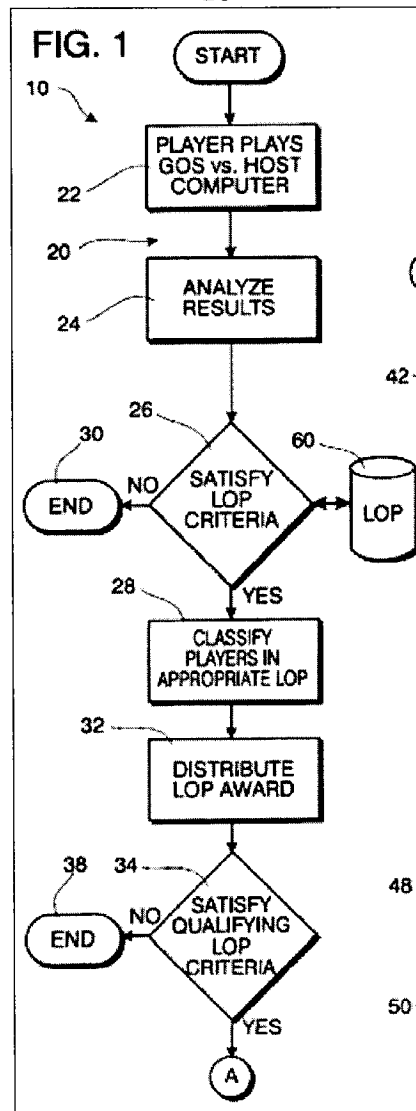 FIG. 1
START
10
PLAYER PLAYS
GOS vs. HOST
COMPUTER
22
20
ANALYZE
RESULTS
24
42
26
60
30
NO
END
SATISFY
LOP
CRITERIA
LOP
YES
28
CLASSIFY
PLAYERS IN
APPROPRIATE LOP
32
DISTRIBUTE
LOP AWARD
38
34
48
NO
END
SATISFY
QUALIFYING
LOP
CRITERIA
50
YES
A